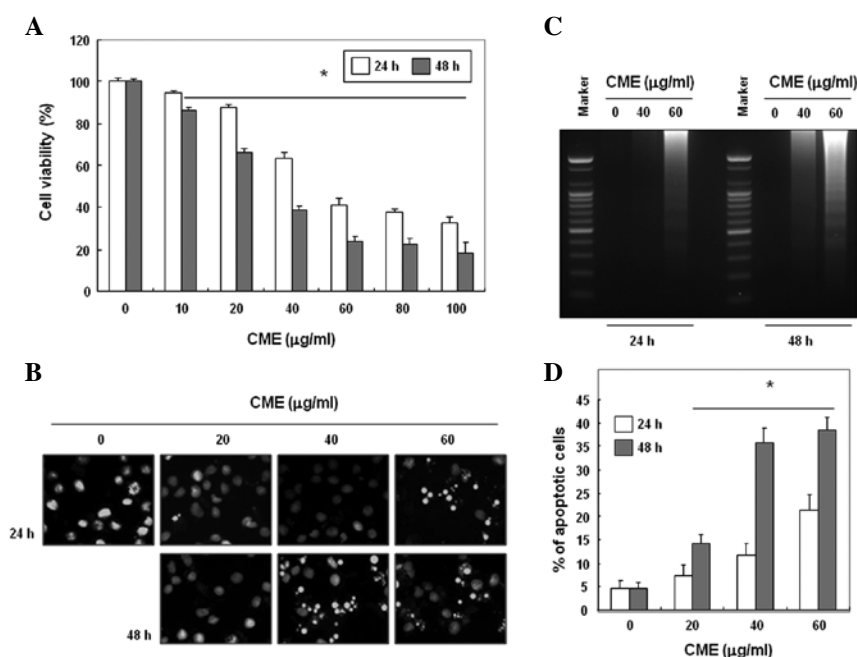 A
120
100
80
60
40
20
0
Cell viability (%)
*
24 h
48 h
0 10 20 40 60 80 100
CME (μg/ml)
B
CME (μg/ml)
0 20 40 60
24 h
48 h
C
CME (μg/ml) CME (μg/ml)
Marker 0 40 60 Marker 0 40 60
24 h 48 h
D
45
40
35
30
25
20
15
10
5
0
% of apoptotic cells
*
24 h
48 h
0 20 40 60
CME (μg/ml)